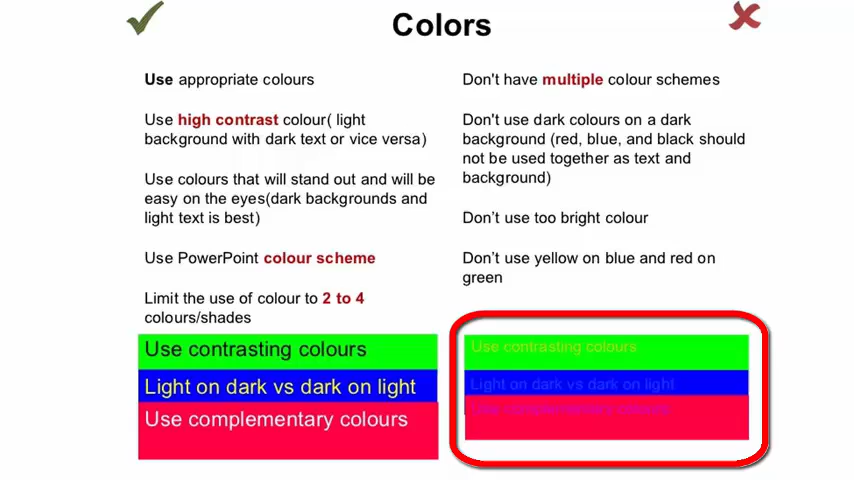 Colors
Use appropriate colours
Use high contrast colour( light
background with dark text or vice versa)
Use colours that will stand out and will be
easy on the eyes(dark backgrounds and
light text is best)
Use PowerPoint colour scheme
Limit the use of colour to 2 to 4
colours/shades
Use contrasting colours
Light on dark vs dark on light
Use complementary colours
Don't have multiple colour schemes
Don't use dark colours on a dark
background (red, blue, and black should
not be used together as text and
background)
Don’t use too bright colour
Don’t use yellow on blue and red on
green
Use contrasting colours
Light on dark vs dark on light
Use complementary colours